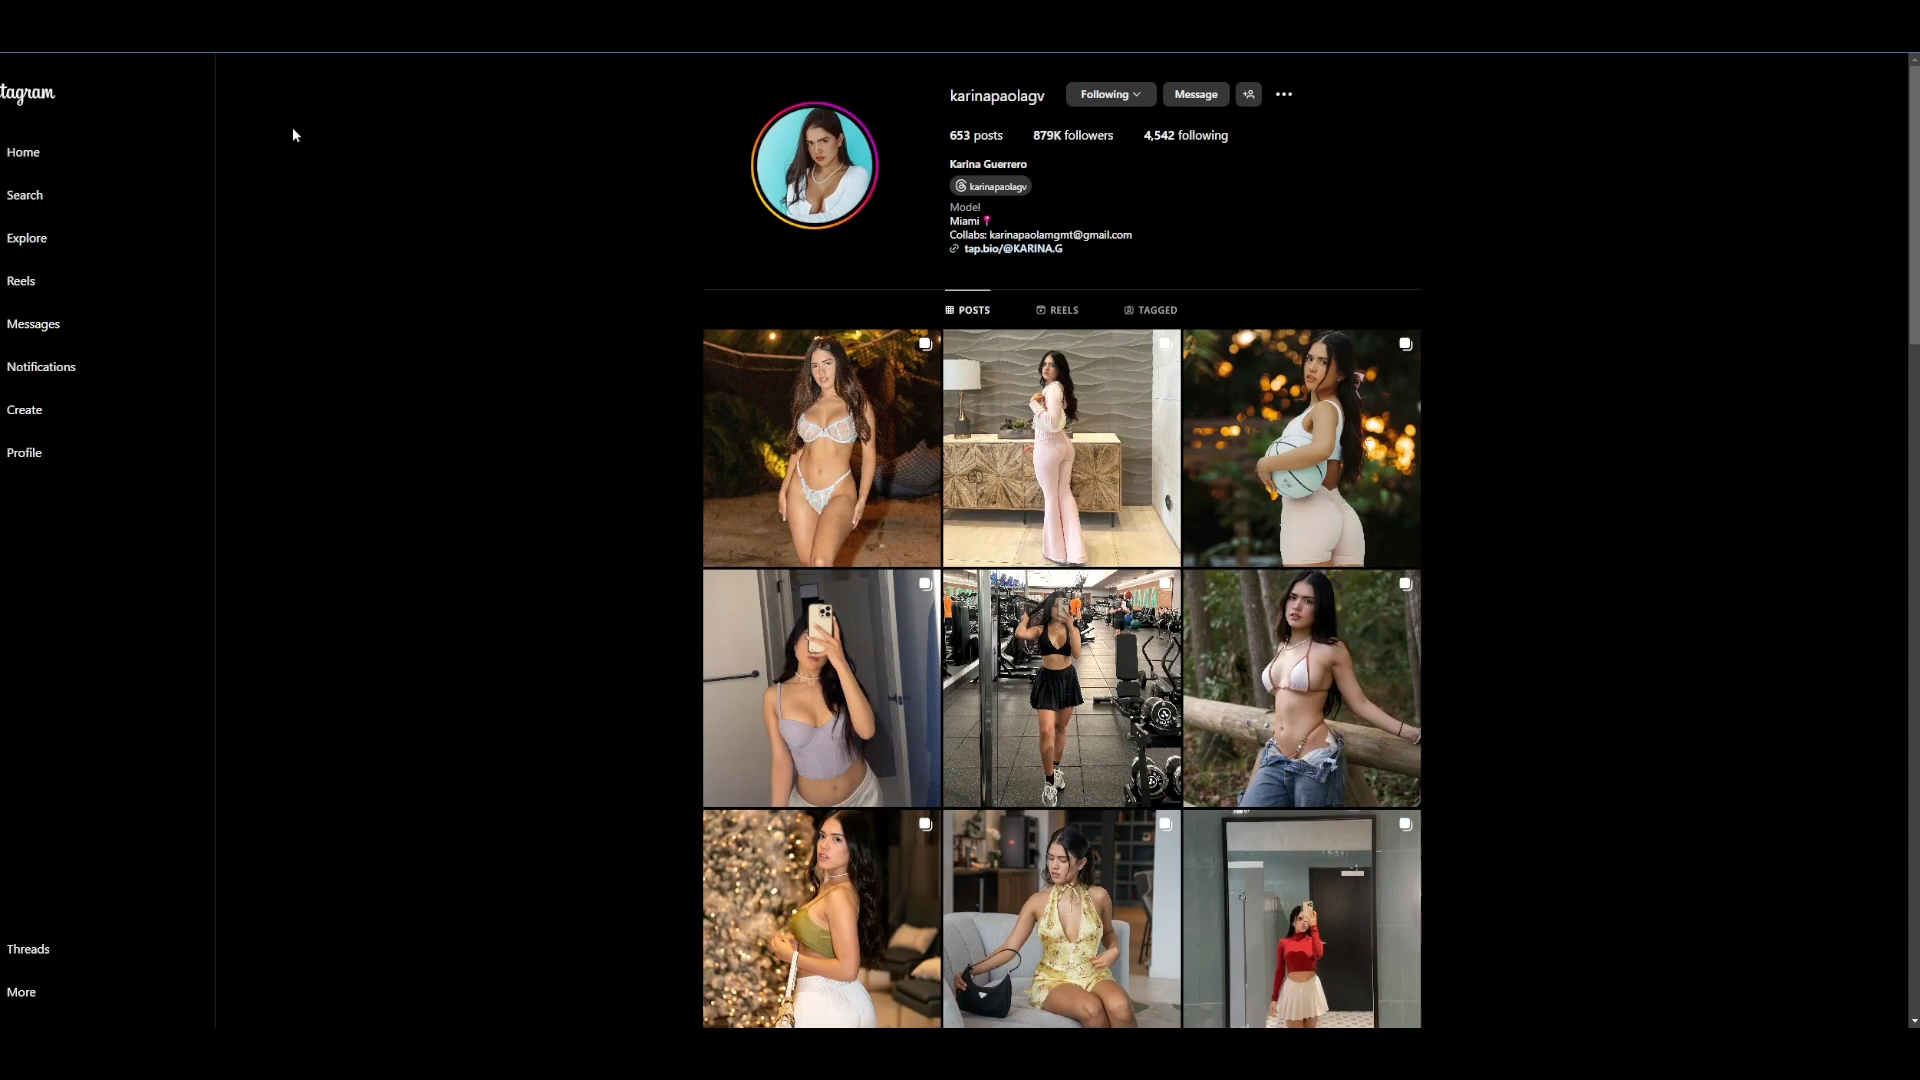 tagram
Home
Search
Explore
Reels
Messages
Notifications
Create
Profile
Threads
More
karinapaolagv
Following
Message
653 posts
879K followers
4,542 following
Karina Guerrero
karinapaolagv
Model
Miami
Collabs: karinapaolamgmt@gmail.com
tap.bio/@KARINA.G
POSTS
REELS
TAGGED